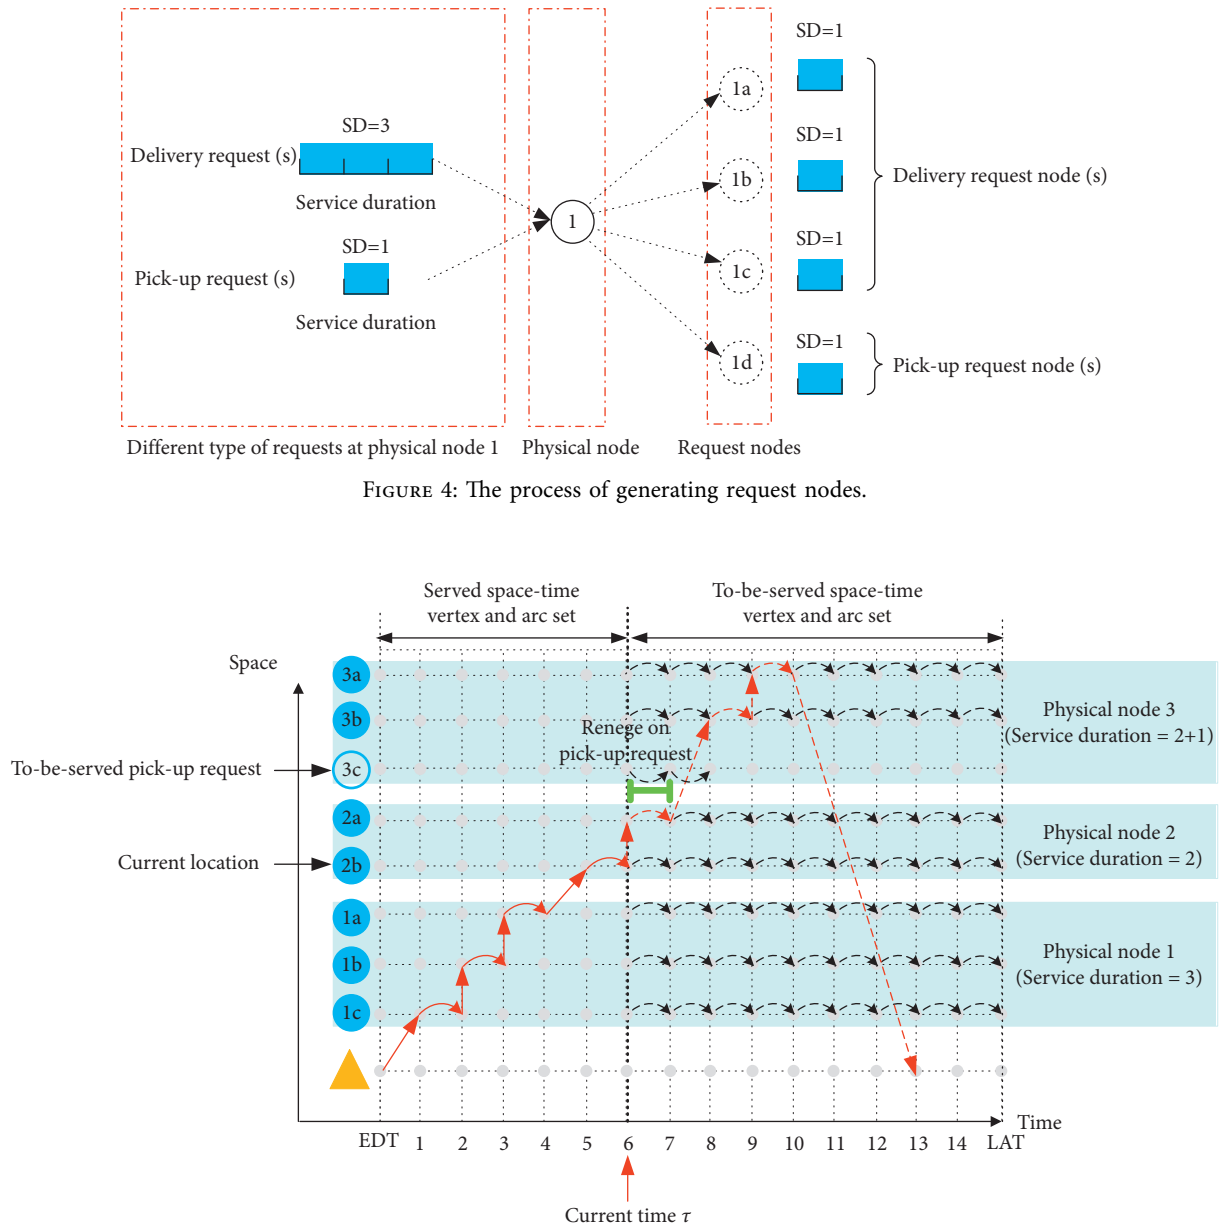 SD=1
1a
SD=3
SD=1
Delivery request (s)
1b
Delivery request node (s)
Service duration
1
SD=1
SD=1
Pick-up request (s)
1c
Service duration
SD=1
1d
Pick-up request node (s)
Different type of requests at physical node 1
Physical node
Request nodes
FIGURE 4: The process of generating request nodes.
Served space-time
vertex and arc set
To-be-served space-time
vertex and arc set
Space
3a
3b
Physical node 3
(Service duration = 2+1)
Renege on
pick-up request
To-be-served pick-up request
3c
2a
Physical node 2
(Service duration = 2)
Current location
2b
1a
1b
Physical node 1
(Service duration = 3)
1c
Time
EDT 1 2 3 4 5 6 7 8 9 10 11 12 13 14 LAT
Current time τ